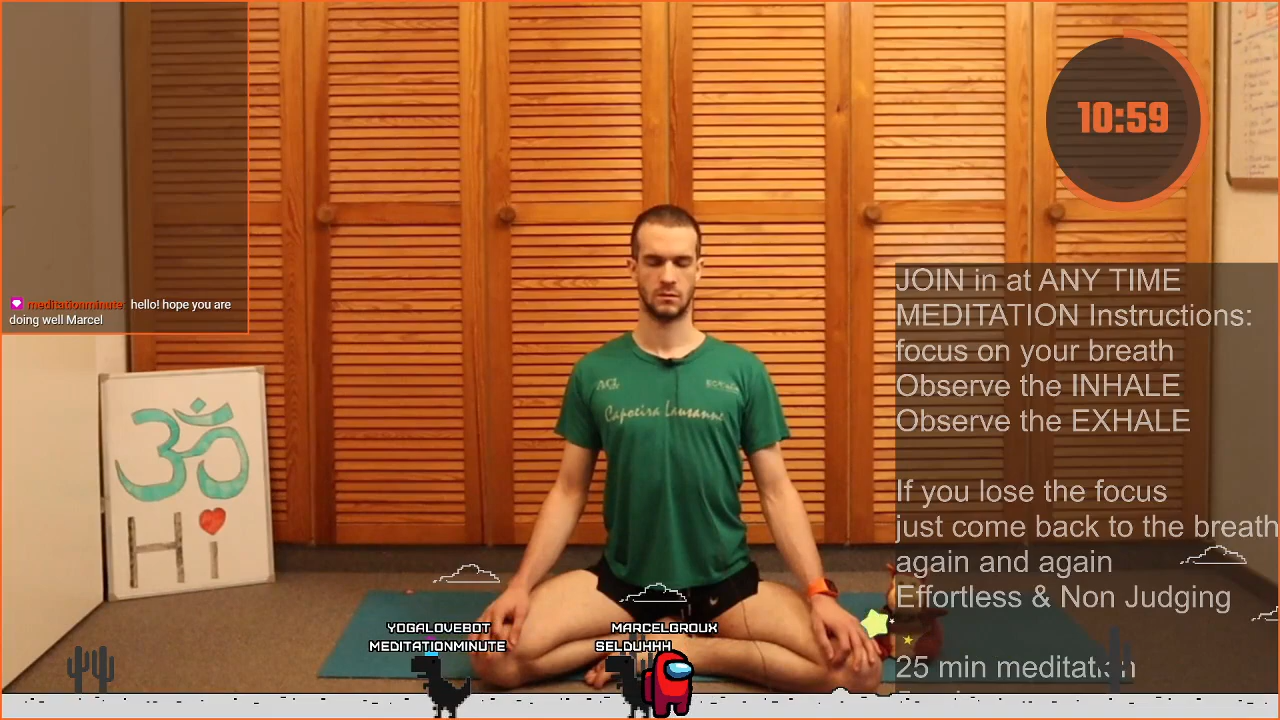 10:59
meditationminute: hello! hope you are
doing well Marcel
JOIN in at ANY TIME
MEDITATION Instructions:
focus on your breath
Observe the INHALE
Observe the EXHALE
If you lose the focus
just come back to the breath
again and again
Effortless & Non Judging
25 min meditation
Capoeira Lausanne
ॐ
Hi
YOGALOVEBOT
MARCELGROUX
MEDITATIONMINUTE
SELDUHHH